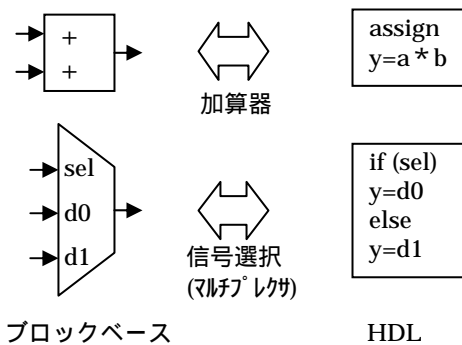 +
+
加算器
assign
y=a*b
sel
d0
d1
信号選択
(ﾏﾙﾁﾌﾟﾚｸｻ)
if (sel)
y=d0
else
y=d1
ブロックベース
HDL